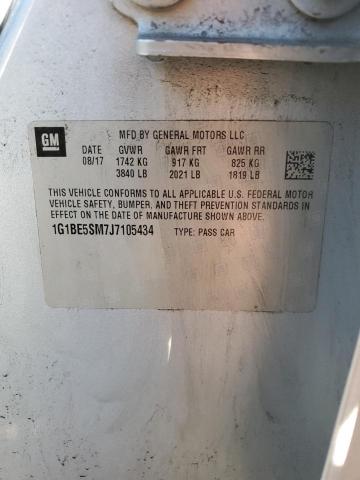 GM
MFD BY GENERAL MOTORS LLC
DATE GVWR GAWR FRT GAWR RR
08/17 1742 KG 917 KG 825 KG
3840 LB 2021 LB 1819 LB
THIS VEHICLE CONFORMS TO ALL APPLICABLE U.S. FEDERAL MOTOR
VEHICLE SAFETY, BUMPER, AND THEFT PREVENTION STANDARDS
IN EFFECT ON THE DATE OF MANUFACTURE SHOWN ABOVE.
1G1BE5SM7J7105434 TYPE: PASS CAR